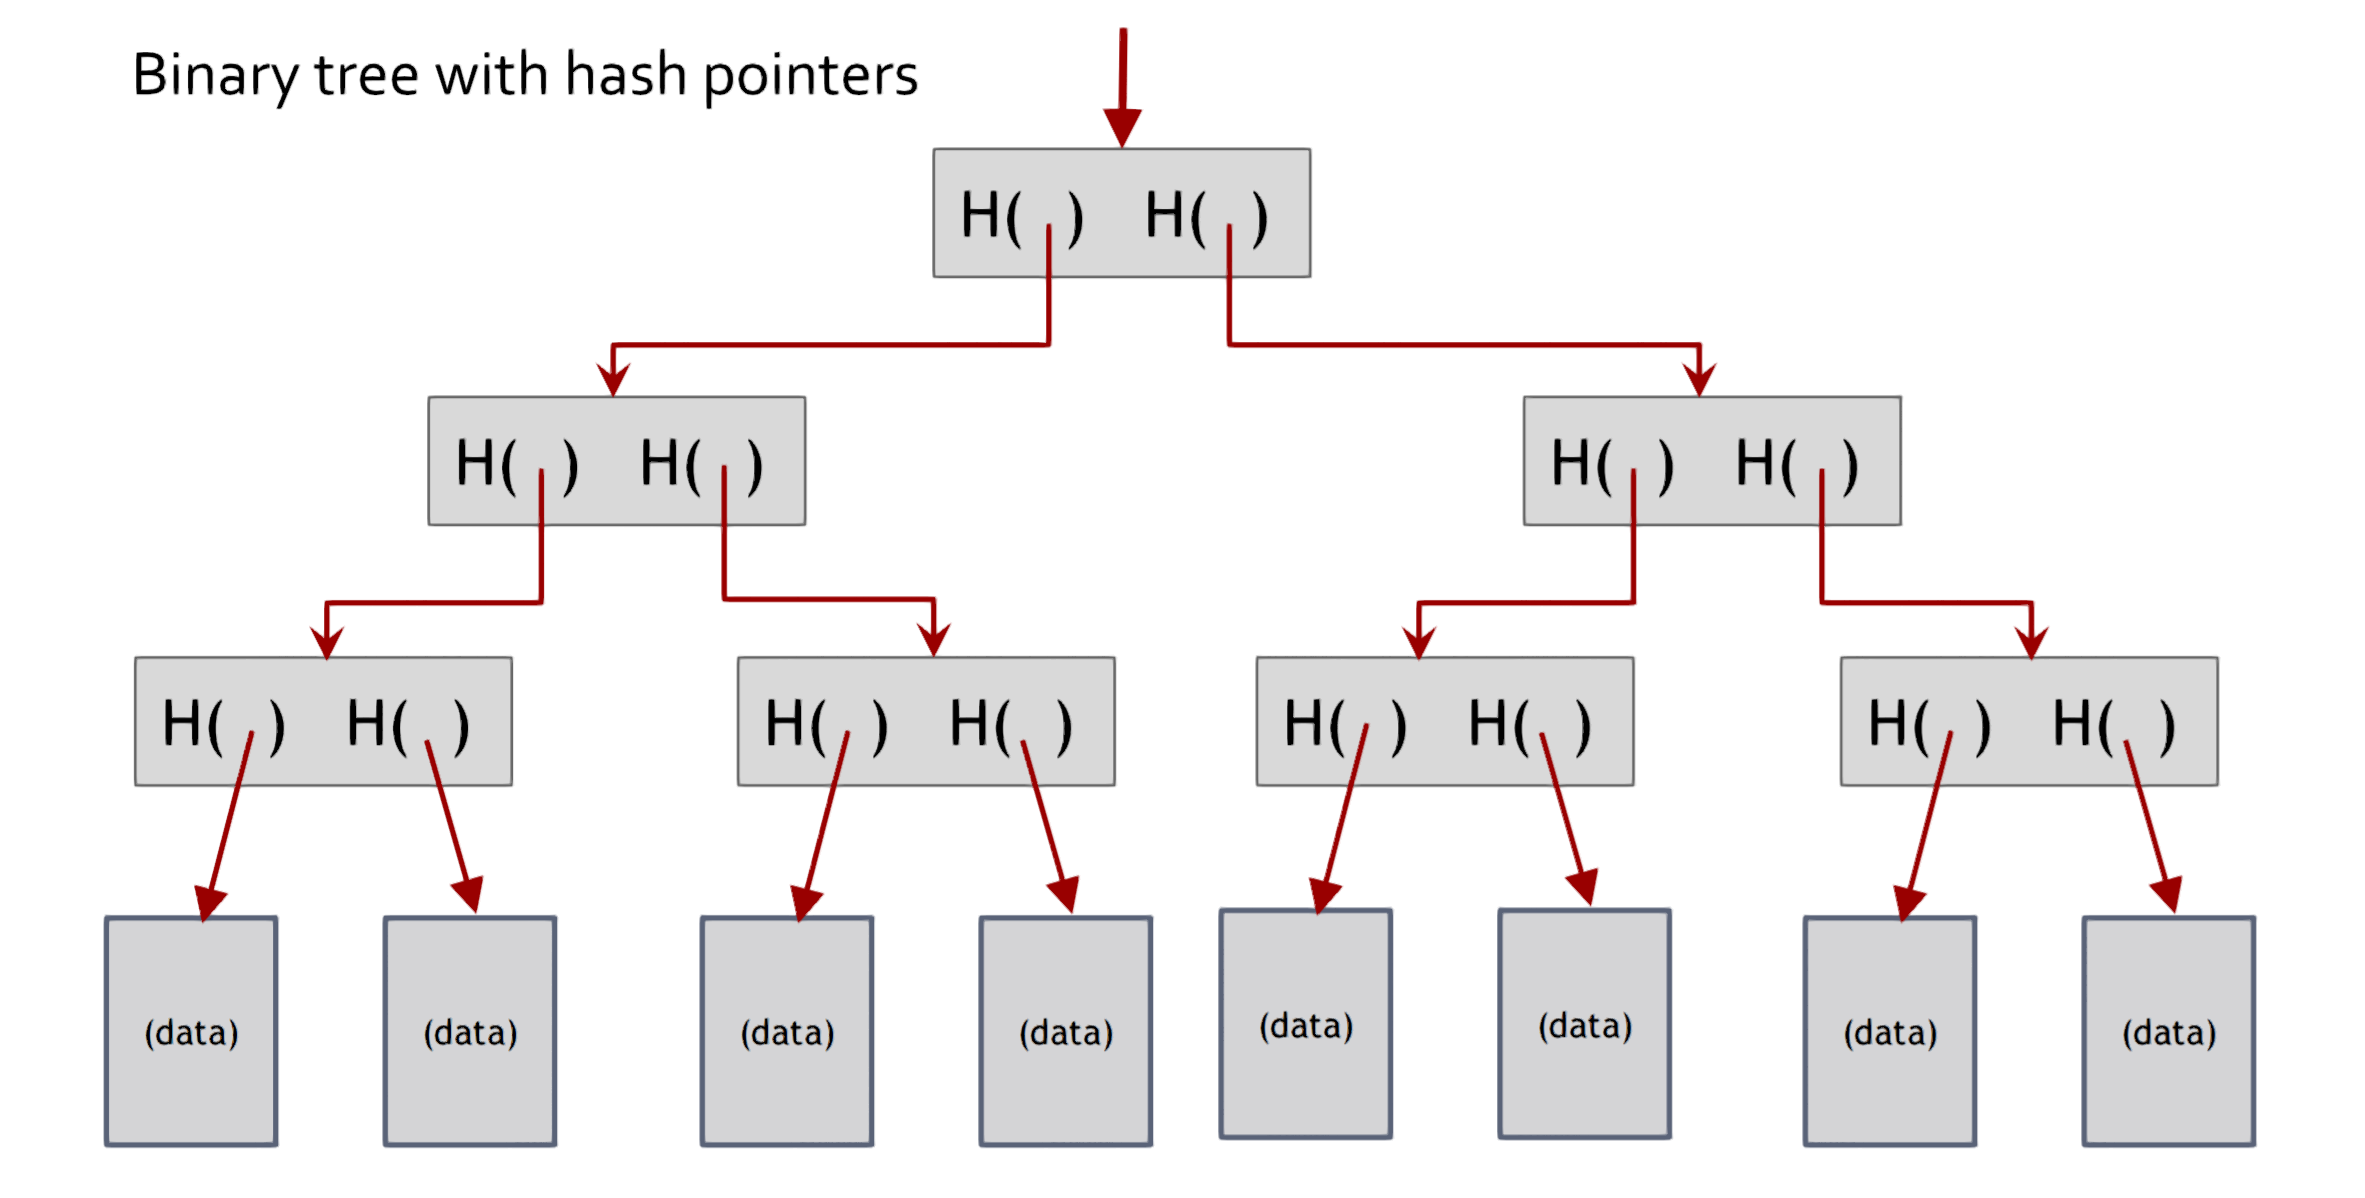 Binary tree with hash pointers
H( ) H( )
H( ) H( )
H( ) H( )
H( ) H( )
H( ) H( )
H( ) H( )
H( ) H( )
(data)
(data)
(data)
(data)
(data)
(data)
(data)
(data)